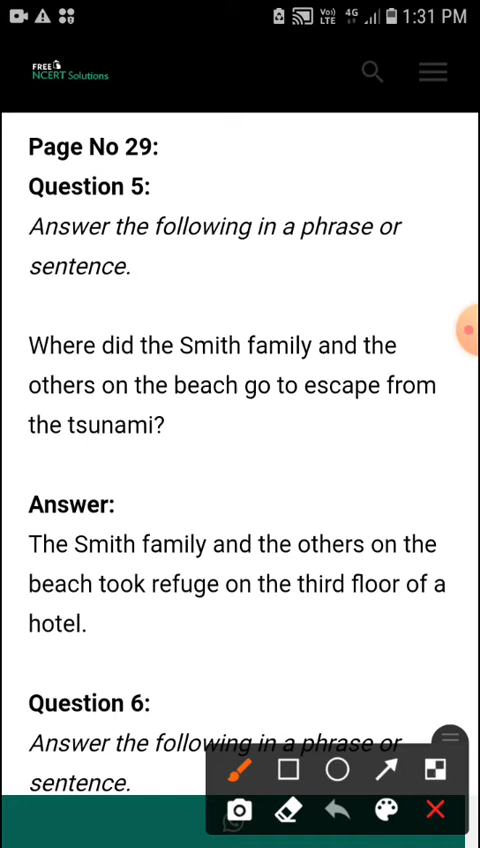 Vo))
LTE
4G
1:31 PM
FREE
NCERT Solutions
Page No 29:
Question 5:
Answer the following in a phrase or
sentence.
Where did the Smith family and the
others on the beach go to escape from
the tsunami?
Answer:
The Smith family and the others on the
beach took refuge on the third floor of a
hotel.
Question 6:
Answer the following in a phrase or
sentence.